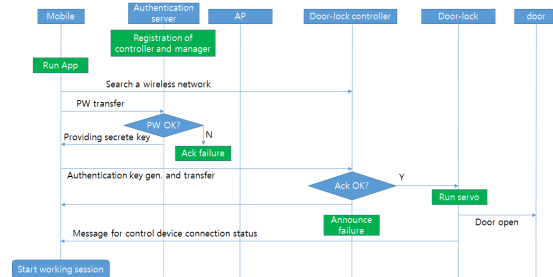 Mobile
Authentication
server
AP
Door-lock controller
Door-lock
door
Registration of
controller and manager
Run App
Search a wireless network
PW transfer
PW OK?
N
Providing secrete key
Ack failure
Authentication key gen. and transfer
Ack OK?
Y
Run servo
Door open
Announce
failure
Message for control device connection status
Start working session